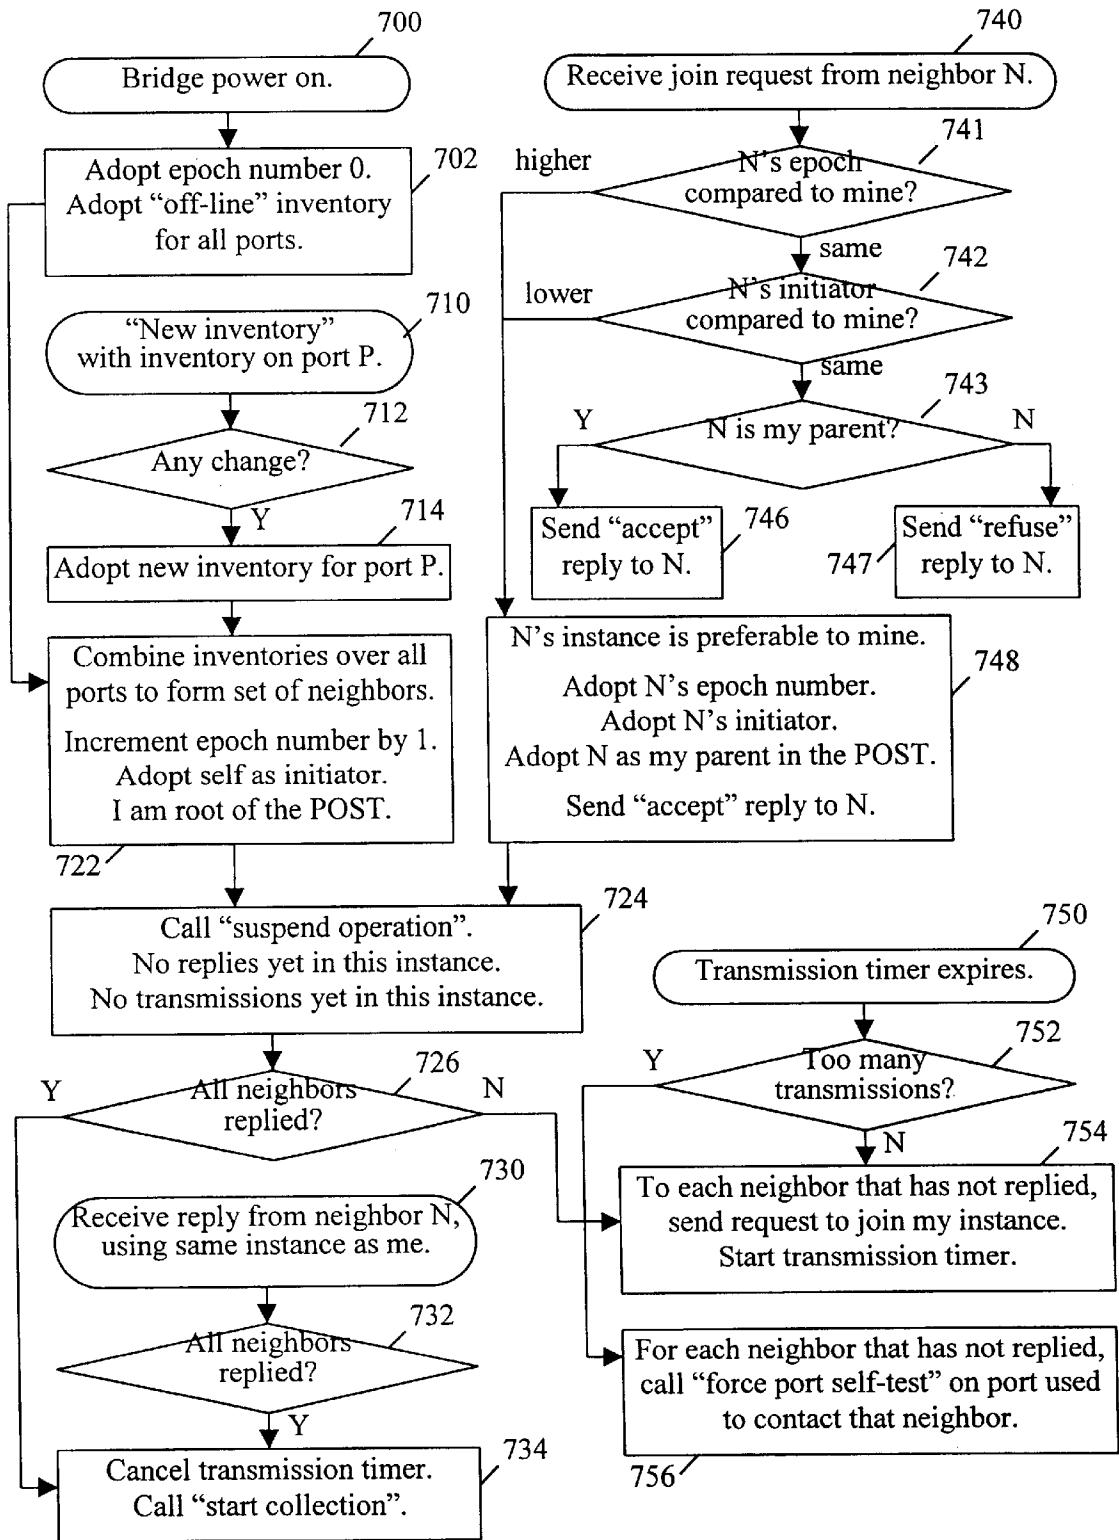 700
Bridge power on.
702
Adopt epoch number 0.
Adopt “off-line” inventory
for all ports.
710
“New inventory”
with inventory on port P.
712
Any change?
Y
714
Adopt new inventory for port P.
Combine inventories over all
ports to form set of neighbors.
Increment epoch number by 1.
Adopt self as initiator.
I am root of the POST.
722
740
Receive join request from neighbor N.
741
higher
N’s epoch
compared to mine?
same
742
lower
N’s initiator
compared to mine?
same
743
Y
N is my parent?
N
Send “accept”
reply to N.
746
Send “refuse”
reply to N.
747
N’s instance is preferable to mine.
748
Adopt N’s epoch number.
Adopt N’s initiator.
Adopt N as my parent in the POST.
Send “accept” reply to N.
724
Call “suspend operation”.
No replies yet in this instance.
No transmissions yet in this instance.
726
Y
All neighbors
replied?
N
730
Receive reply from neighbor N,
using same instance as me.
732
All neighbors
replied?
Y
734
Cancel transmission timer.
Call “start collection”.
750
Transmission timer expires.
752
Y
Too many
transmissions?
N
754
To each neighbor that has not replied,
send request to join my instance.
Start transmission timer.
For each neighbor that has not replied,
call “force port self-test” on port used
to contact that neighbor.
756